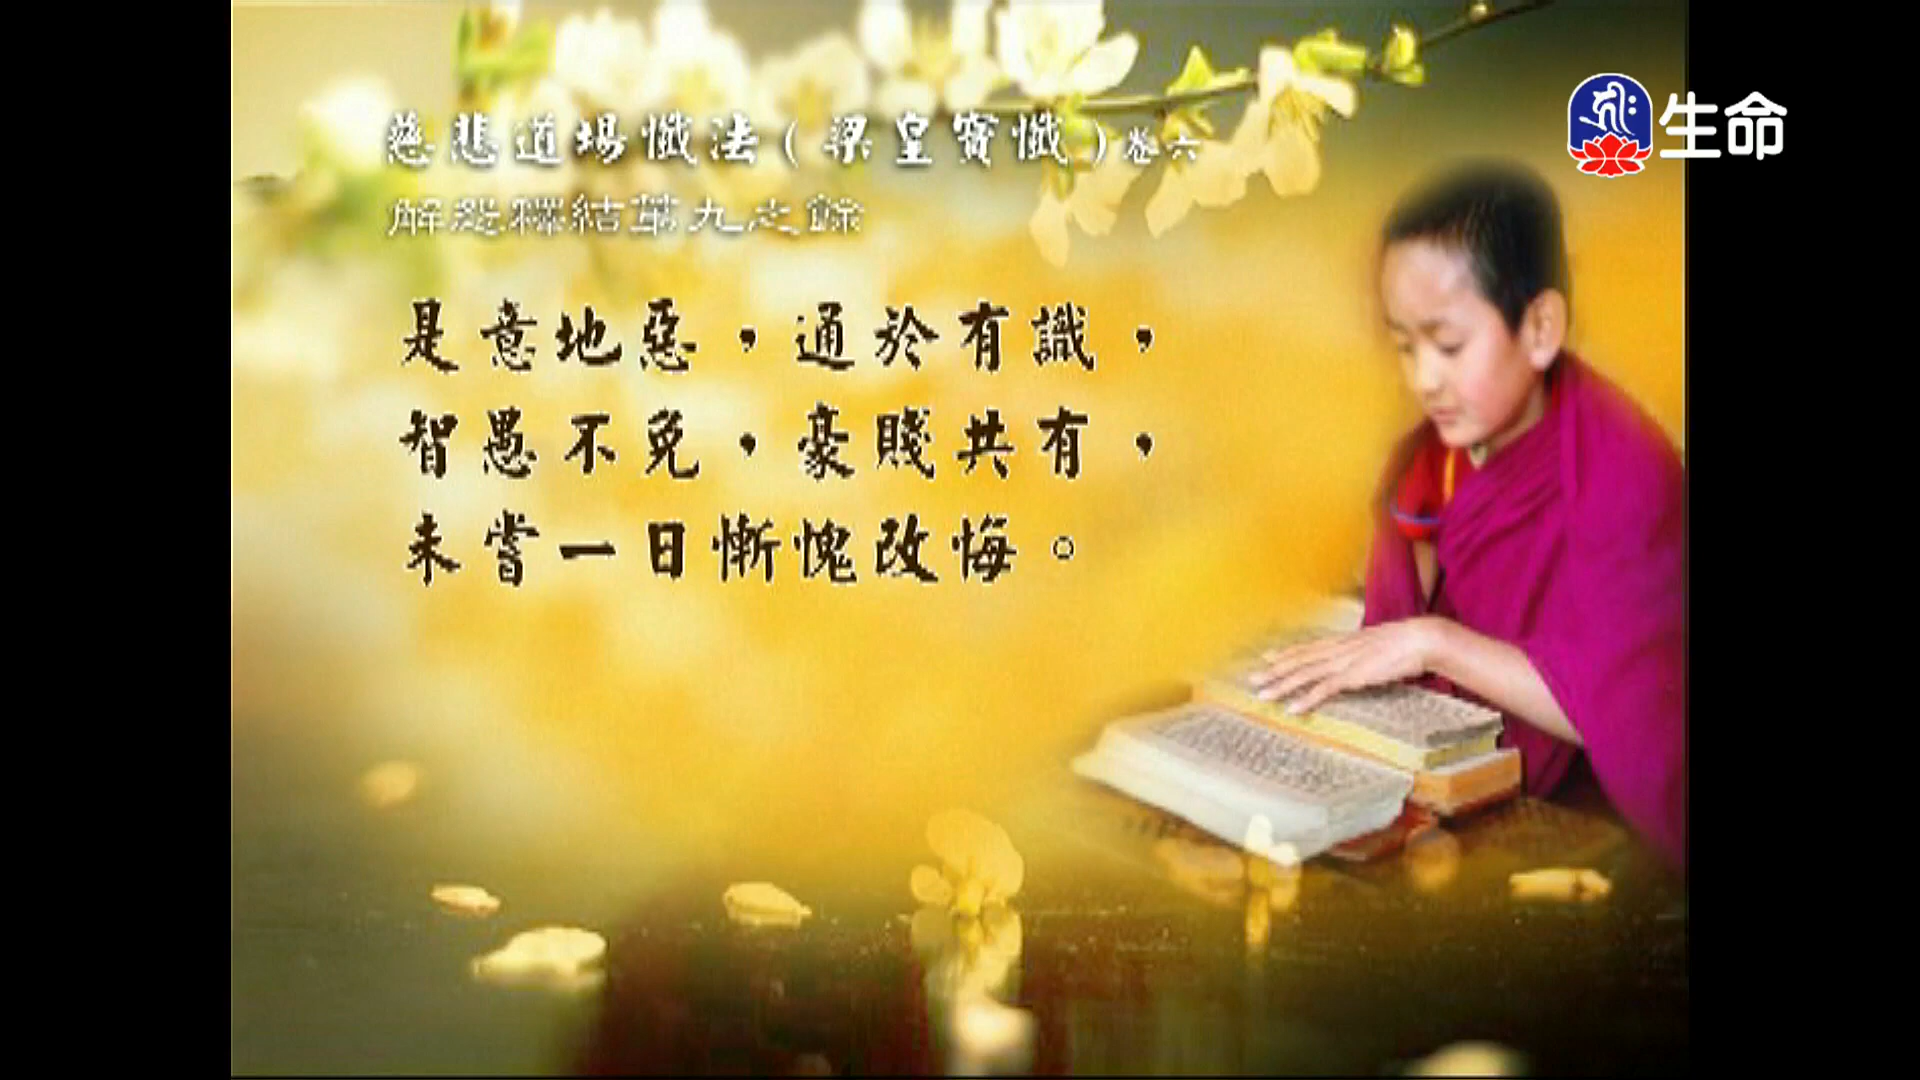 慈悲道場懺法(梁皇寶懺)卷六
生命
解怨釋結第九之餘
是意地惡，通於有識，
智愚不免，豪賤共有，
未嘗一日慚愧改悔。